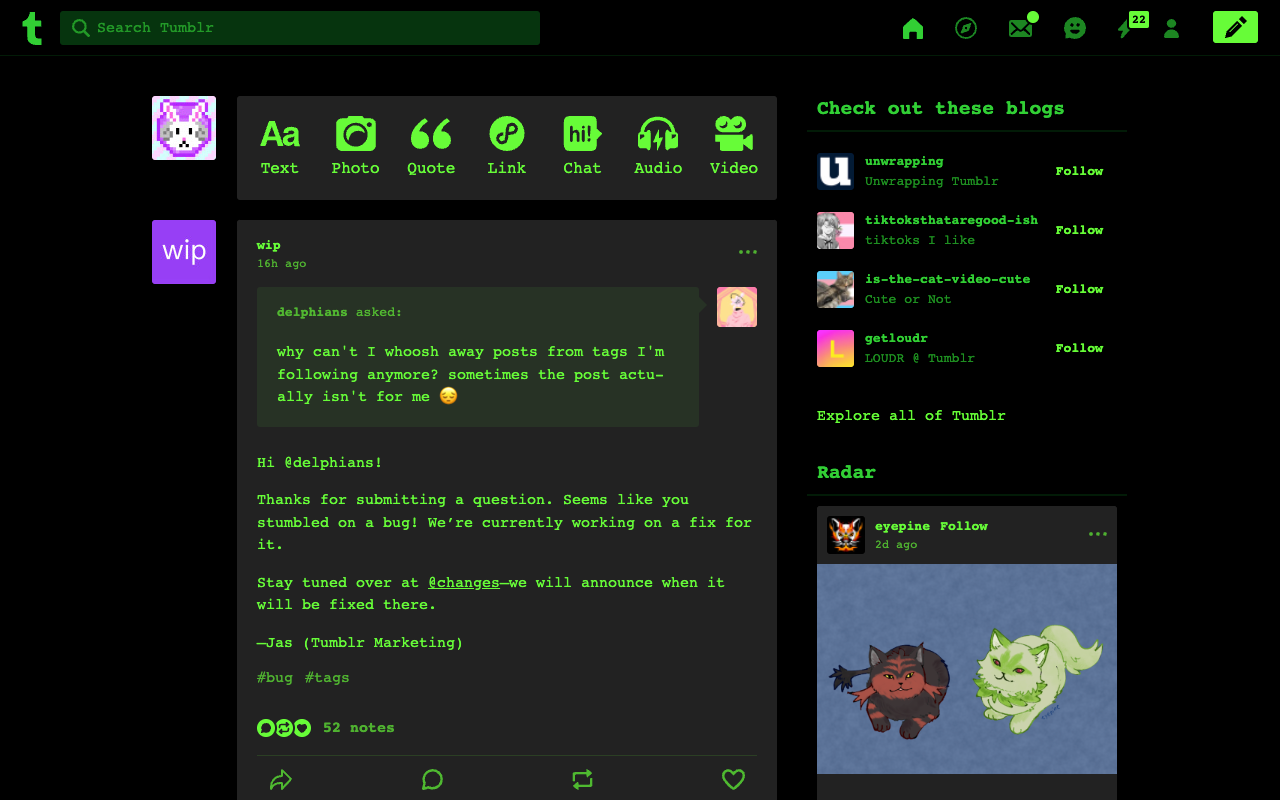 t
Search Tumblr
22
Aa
hi!
Text Photo Quote Link Chat Audio Video
wip
wip
16h ago
delphians asked:
why can't I whoosh away posts from tags I'm
following anymore? sometimes the post actu-
ally isn't for me 😔
Hi @delphians!
Thanks for submitting a question. Seems like you
stumbled on a bug! We’re currently working on a fix for
it.
Stay tuned over at @changes—we will announce when it
will be fixed there.
—Jas (Tumblr Marketing)
#bug #tags
52 notes
Check out these blogs
u
unwrapping
Unwrapping Tumblr
Follow
tiktoksthataregood-ish
tiktoks I like
Follow
is-the-cat-video-cute
Cute or Not
Follow
L
getloudr
LOUDR @ Tumblr
Follow
Explore all of Tumblr
Radar
eyepine Follow
2d ago